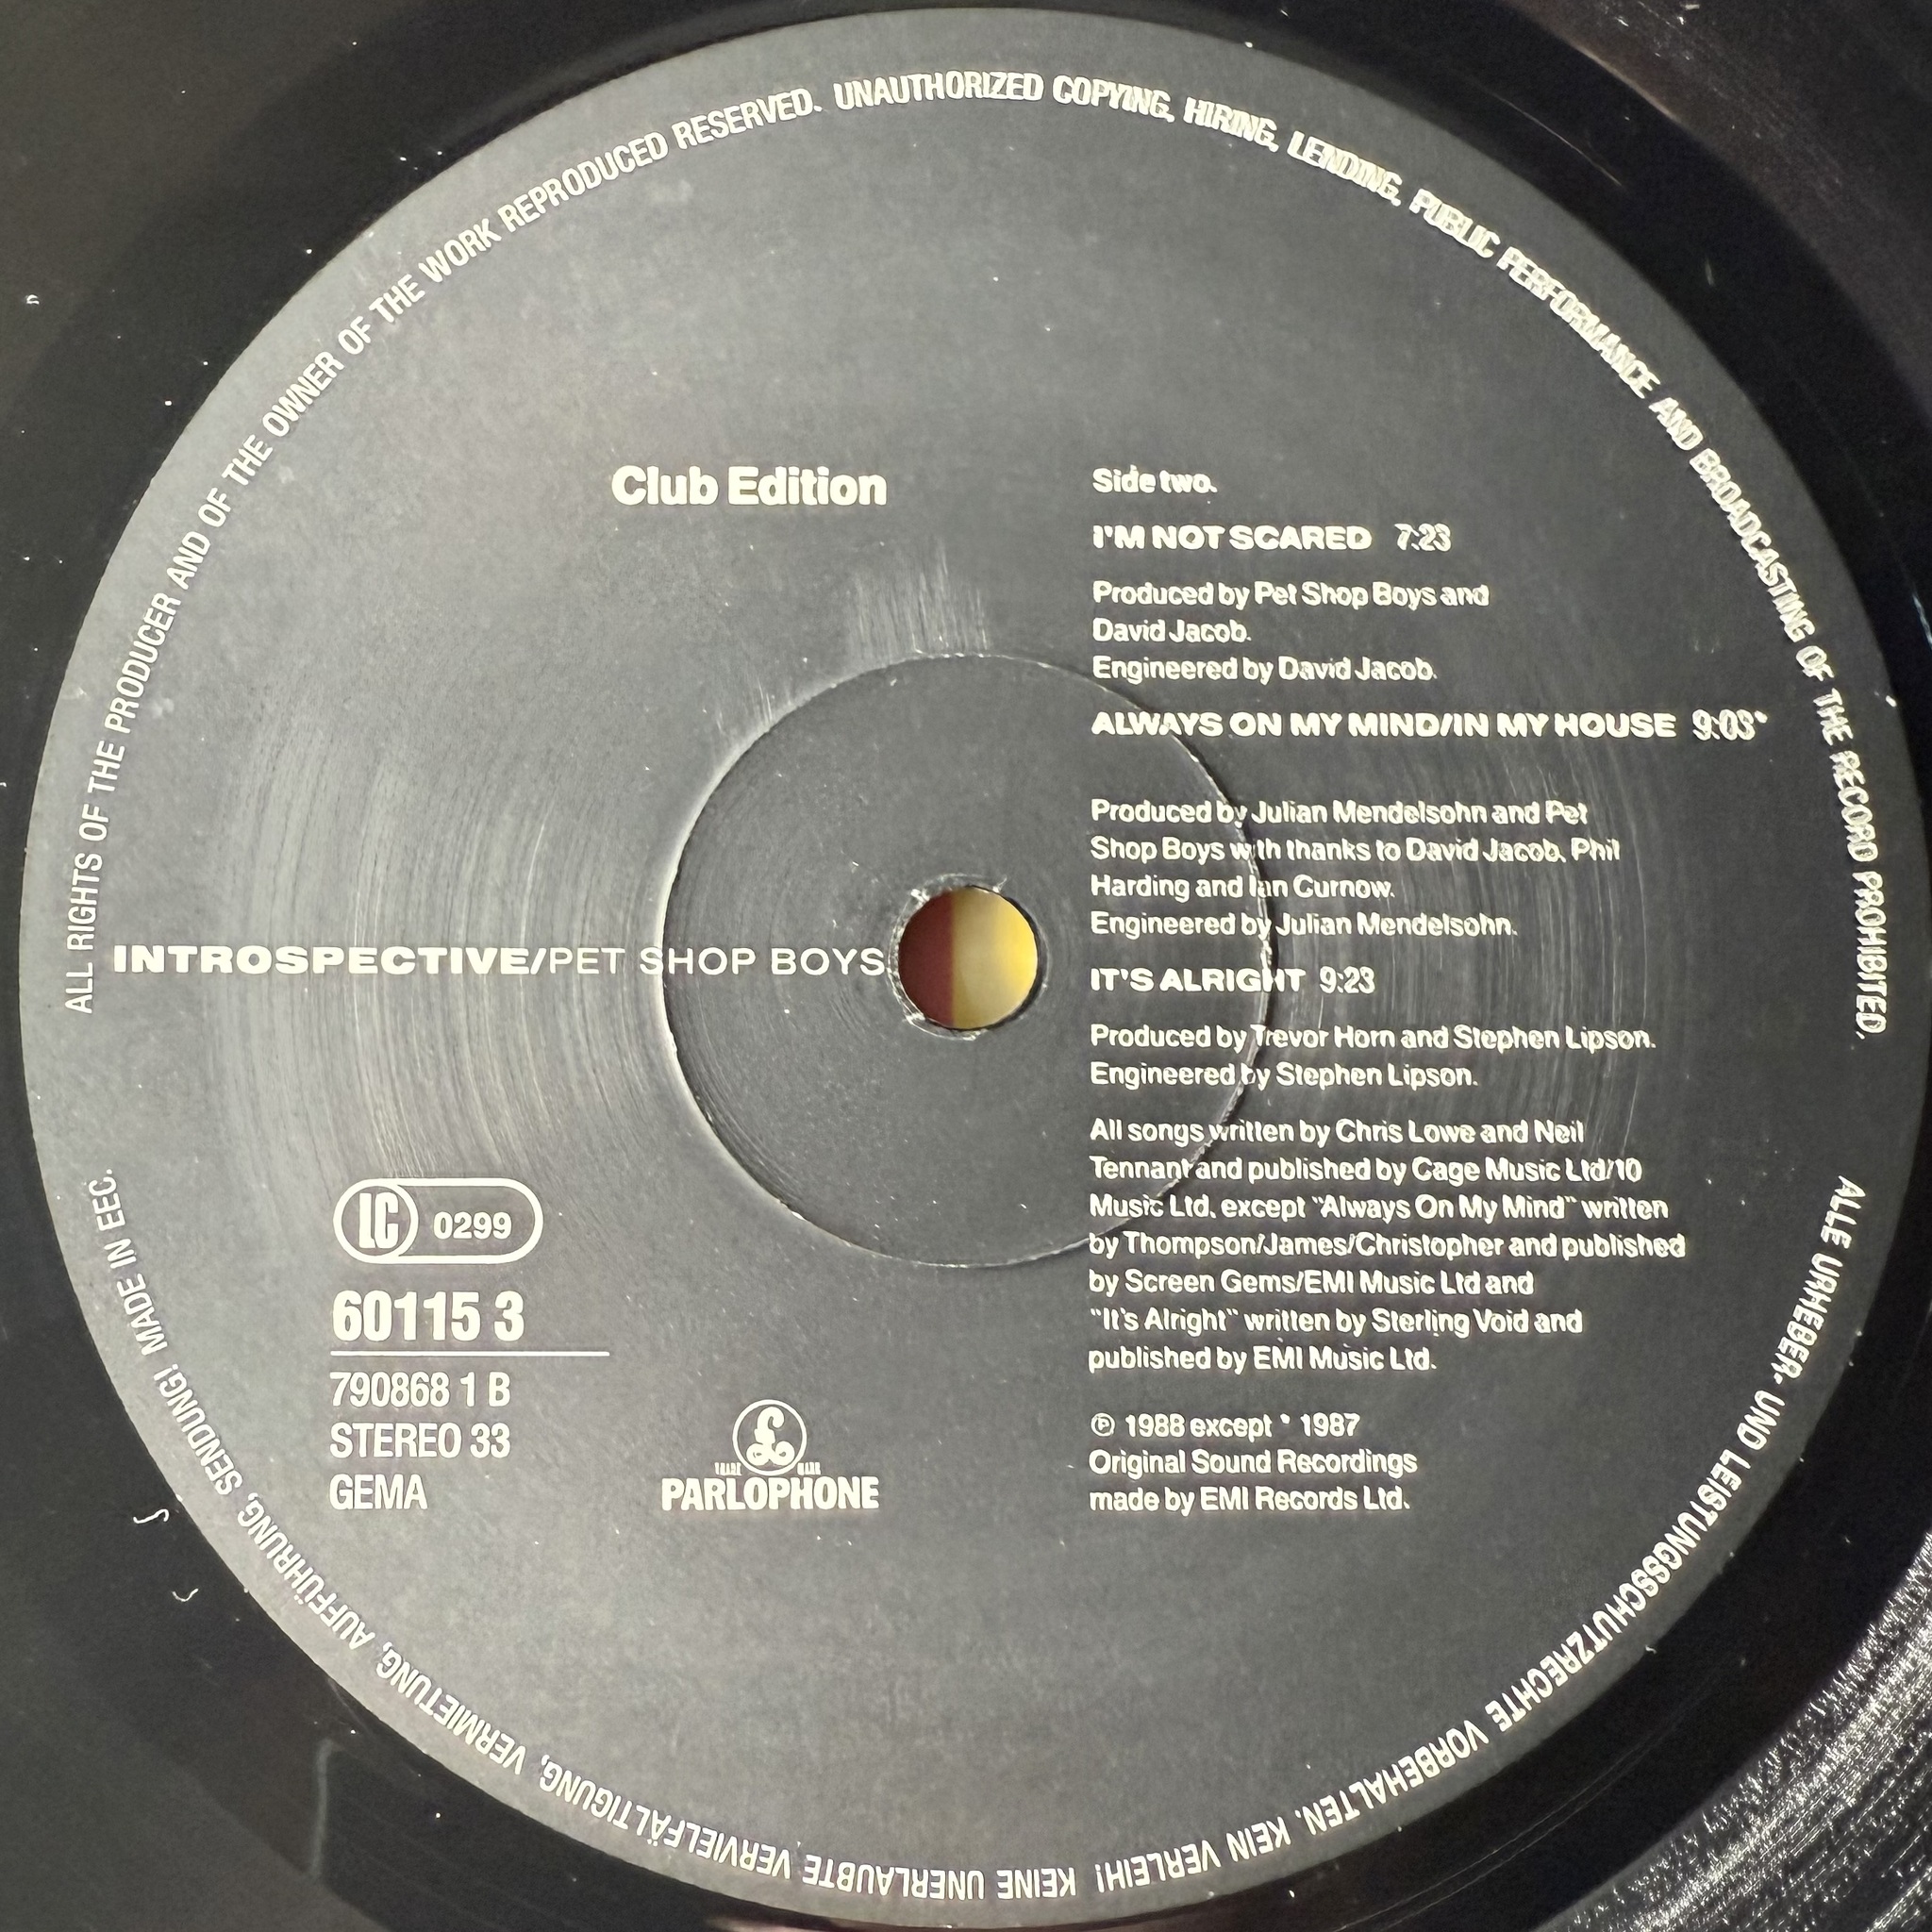 ALL RIGHTS OF THE PRODUCER AND OF THE OWNER OF THE WORK REPRODUCED RESERVED. UNAUTHORIZED COPYING, HIRING, LENDING, PUBLIC PERFORMANCE AND BROADCASTING OF THE RECORD PROHIBITED.
Club Edition
INTROSPECTIVE/PET SHOP BOYS
Side two.
I'M NOT SCARED 7:23
Produced by Pet Shop Boys and
David Jacob.
Engineered by David Jacob.
ALWAYS ON MY MIND/IN MY HOUSE 9:03*
Produced by Julian Mendelsohn and Pet
Shop Boys with thanks to David Jacob, Phil
Harding and Ian Curnow.
Engineered by Julian Mendelsohn.
IT'S ALRIGHT 9:23
Produced by Trevor Horn and Stephen Lipson.
Engineered by Stephen Lipson.
All songs written by Chris Lowe and Neil
Tennant and published by Cage Music Ltd/10
Music Ltd, except "Always On My Mind" written
by Thompson/James/Christopher and published
by Screen Gems/EMI Music Ltd and
"It's Alright" written by Sterling Void and
published by EMI Music Ltd.
℗ 1988 except * 1987
Original Sound Recordings
made by EMI Records Ltd.
LC 0299
60115 3
790868 1 B
STEREO 33
GEMA
TRADE MARK
PARLOPHONE
ALLE URHEBER- UND LEISTUNGSSCHUTZRECHTE VORBEHALTEN. KEIN VERLEIH! KEINE UNERLAUBTE VERVIELFÄLTIGUNG, VERMIETUNG, AUFFÜHRUNG, SENDUNG! MADE IN EEC.